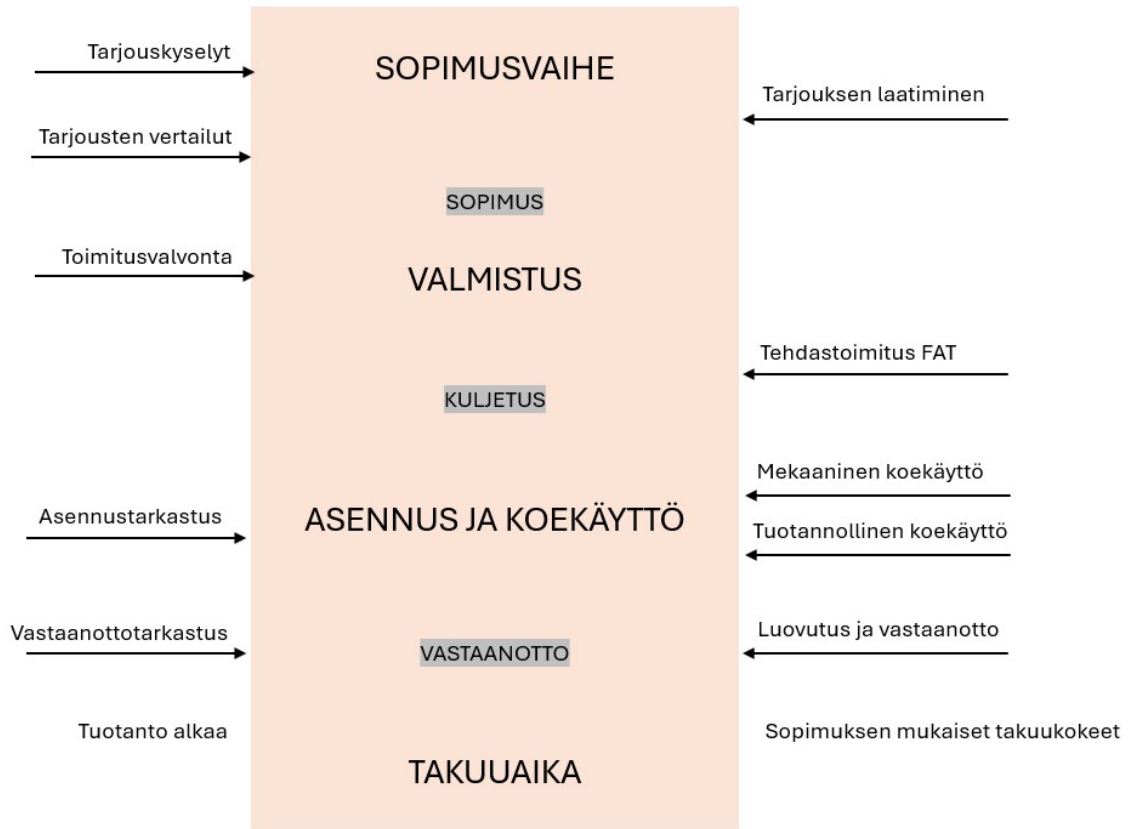 Tarjouskyselyt
SOPIMUSVAIHE
Tarjouksen laatiminen
Tarjousten vertailut
SOPIMUS
Toimitusvalvonta
VALMISTUS
Tehdastoimitus FAT
KULJETUS
Mekaaninen koekäyttö
Asennustarkastus
ASENNUS JA KOEKÄYTTÖ
Tuotannollinen koekäyttö
Vastaanottotarkastus
VASTAANOTTO
Luovutus ja vastaanotto
Tuotanto alkaa
Sopimuksen mukaiset takuukokeet
TAKUUAIKA